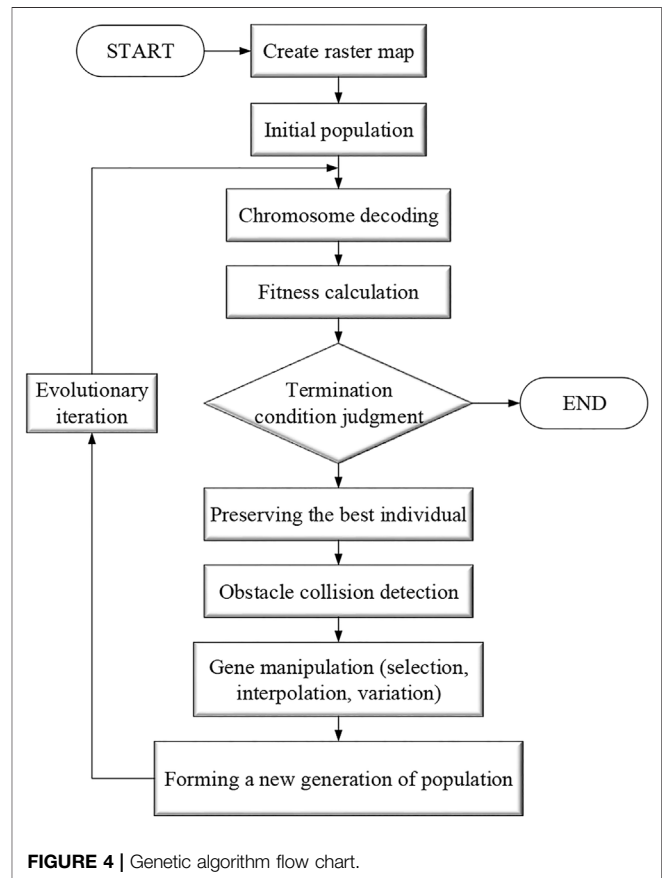 START
Create raster map
Initial population
Chromosome decoding
Fitness calculation
Termination
condition judgment
END
Evolutionary
iteration
Preserving the best individual
Obstacle collision detection
Gene manipulation (selection,
interpolation, variation)
Forming a new generation of population
FIGURE 4 | Genetic algorithm flow chart.